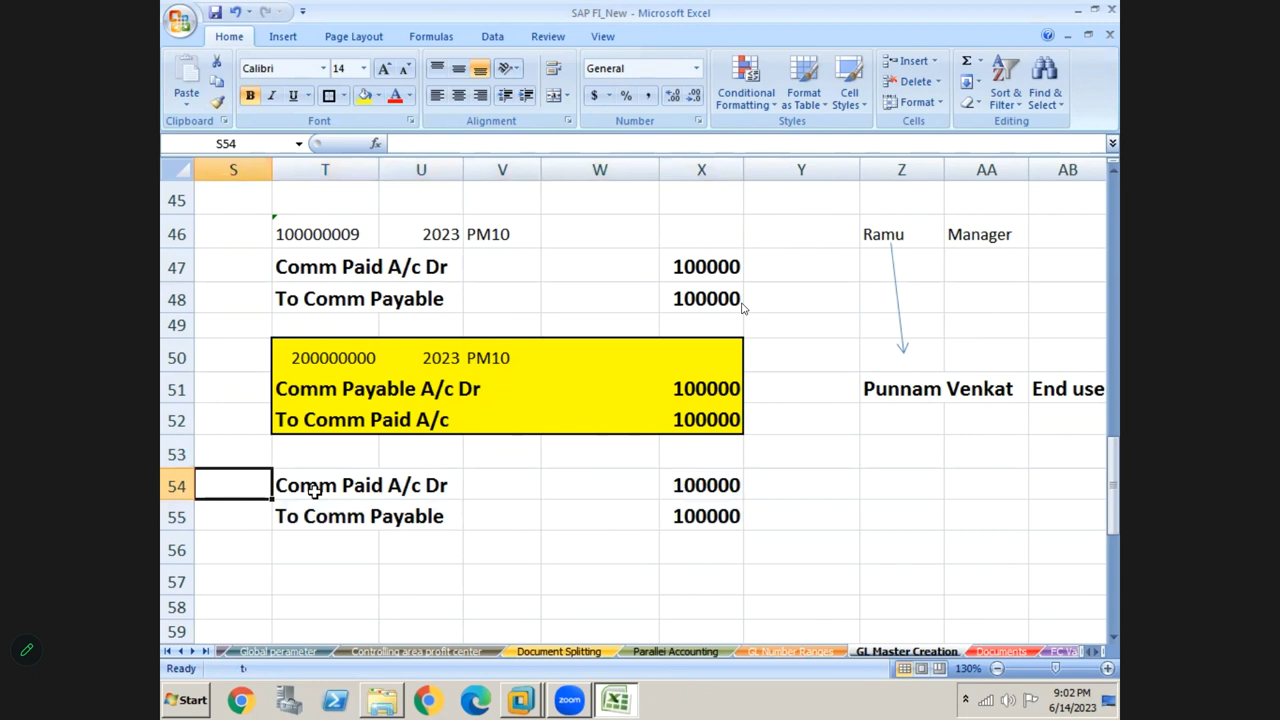 SAP FI_New - Microsoft Excel
Home Insert Page Layout Formulas Data Review View
Paste
Calibri 14
B I U
General
$ % ,
Conditional Formatting
Format as Table
Cell Styles
Insert
Delete
Format
Sort & Filter
Find & Select
Clipboard Font Alignment Number Styles Cells Editing
S54 fx
S T U V W X Y Z AA AB
45
46 100000009 2023 PM10 Ramu Manager
47 Comm Paid A/c Dr 100000
48 To Comm Payable 100000
49
50 200000000 2023 PM10
51 Comm Payable A/c Dr 100000 Punnam Venkat End use
52 To Comm Paid A/c 100000
53
54 Comm Paid A/c Dr 100000
55 To Comm Payable 100000
56
57
58
59
Global perameter Controlling area profit center Document Splitting Parallel Accounting GL Number Ranges GL Master Creation Documents FC Va
Ready 130%
Start zoom 9:02 PM
6/14/2023